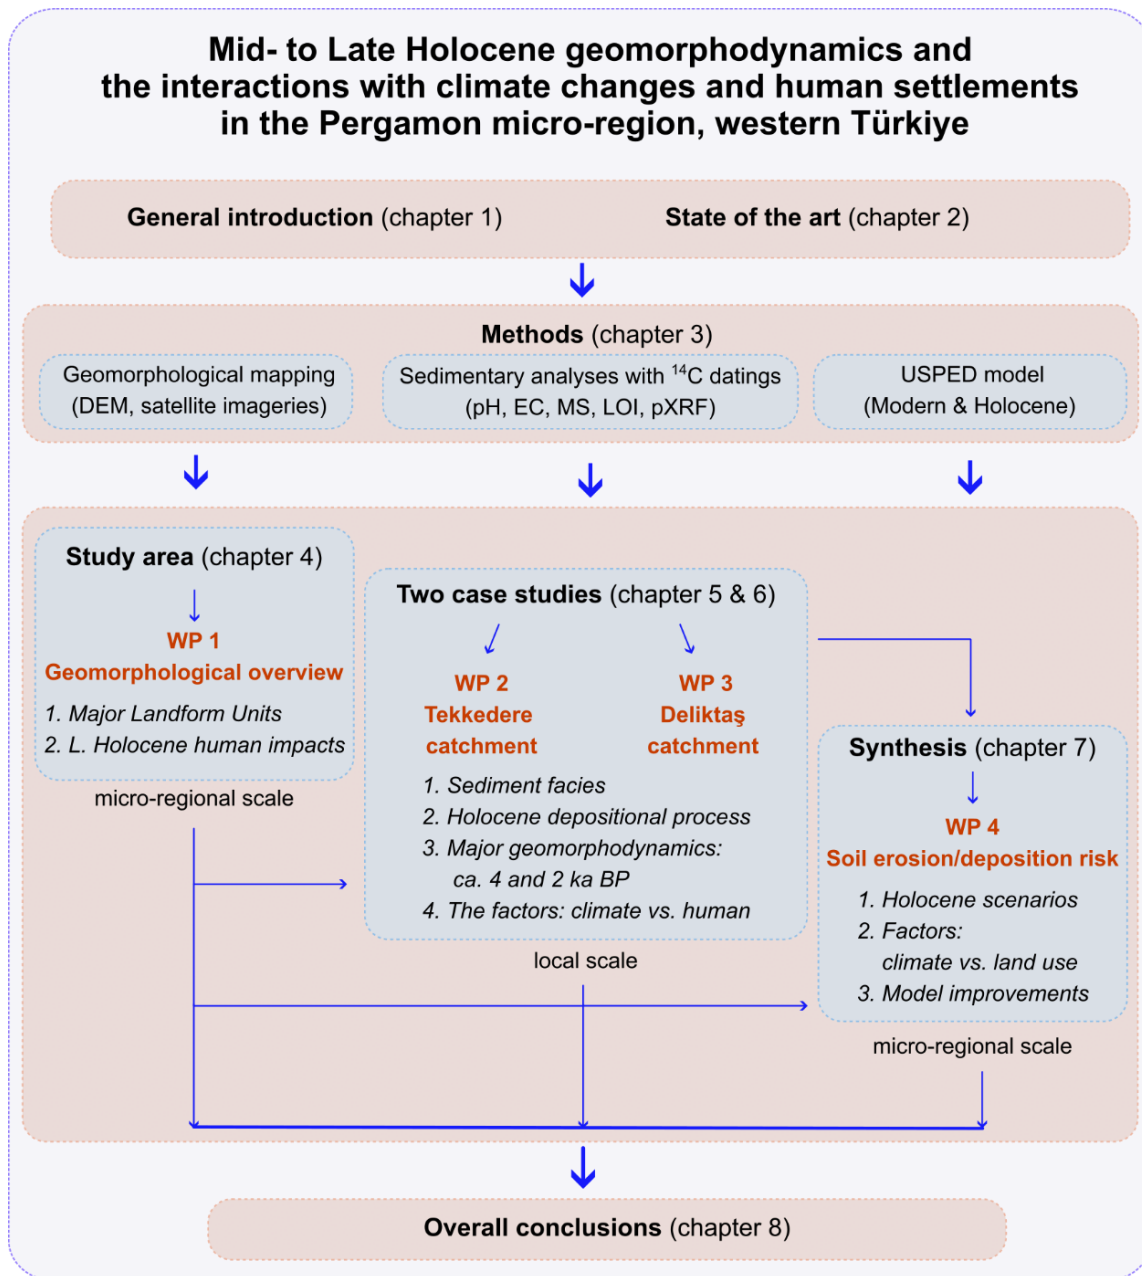 Mid- to Late Holocene geomorphodynamics and
the interactions with climate changes and human settlements
in the Pergamon micro-region, western Türkiye
General introduction (chapter 1)
State of the art (chapter 2)
Methods (chapter 3)
Geomorphological mapping
(DEM, satellite imageries)
Sedimentary analyses with ¹⁴C datings
(pH, EC, MS, LOI, pXRF)
USPED model
(Modern & Holocene)
Study area (chapter 4)
WP 1
Geomorphological overview
1. Major Landform Units
2. L. Holocene human impacts
micro-regional scale
Two case studies (chapter 5 & 6)
WP 2
Tekkedere
catchment
WP 3
Deliktaş
catchment
1. Sediment facies
2. Holocene depositional process
3. Major geomorphodynamics:
ca. 4 and 2 ka BP
4. The factors: climate vs. human
local scale
Synthesis (chapter 7)
WP 4
Soil erosion/deposition risk
1. Holocene scenarios
2. Factors:
climate vs. land use
3. Model improvements
micro-regional scale
Overall conclusions (chapter 8)